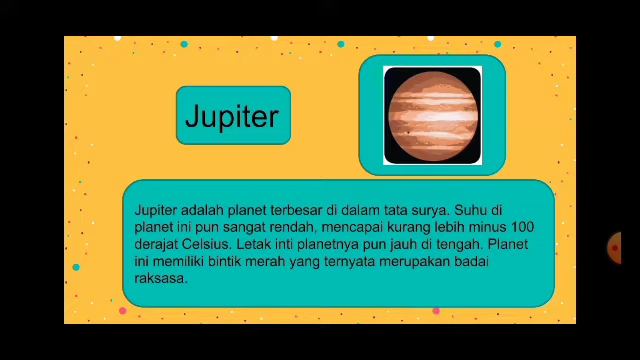 Jupiter
Jupiter adalah planet terbesar di dalam tata surya. Suhu di
planet ini pun sangat rendah, mencapai kurang lebih minus 100
derajat Celsius. Letak inti planetnya pun jauh di tengah. Planet
ini memiliki bintik merah yang ternyata merupakan badai
raksasa.